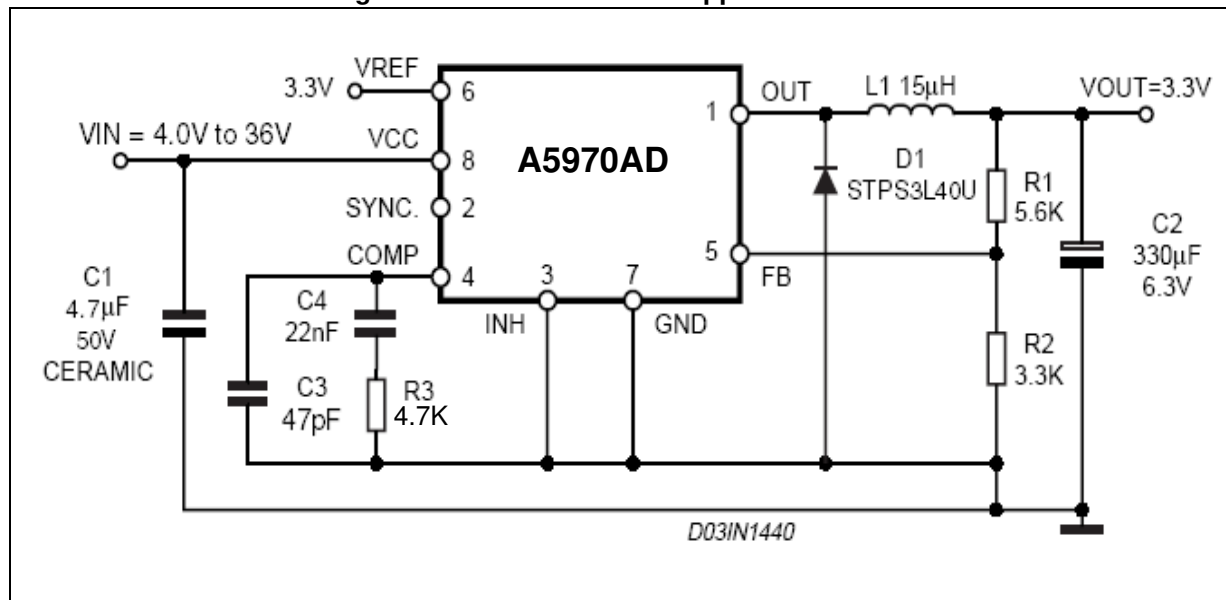 VREF
3.3V
6
VIN = 4.0V to 36V
VCC
8
SYNC.
2
COMP
4
A5970AD
1
OUT
L1 15µH
VOUT=3.3V
D1
STPS3L40U
R1
5.6K
5
FB
C2
330µF
6.3V
3
INH
7
GND
C1
4.7µF
50V
CERAMIC
C4
22nF
C3
47pF
R3
4.7K
R2
3.3K
D03IN1440